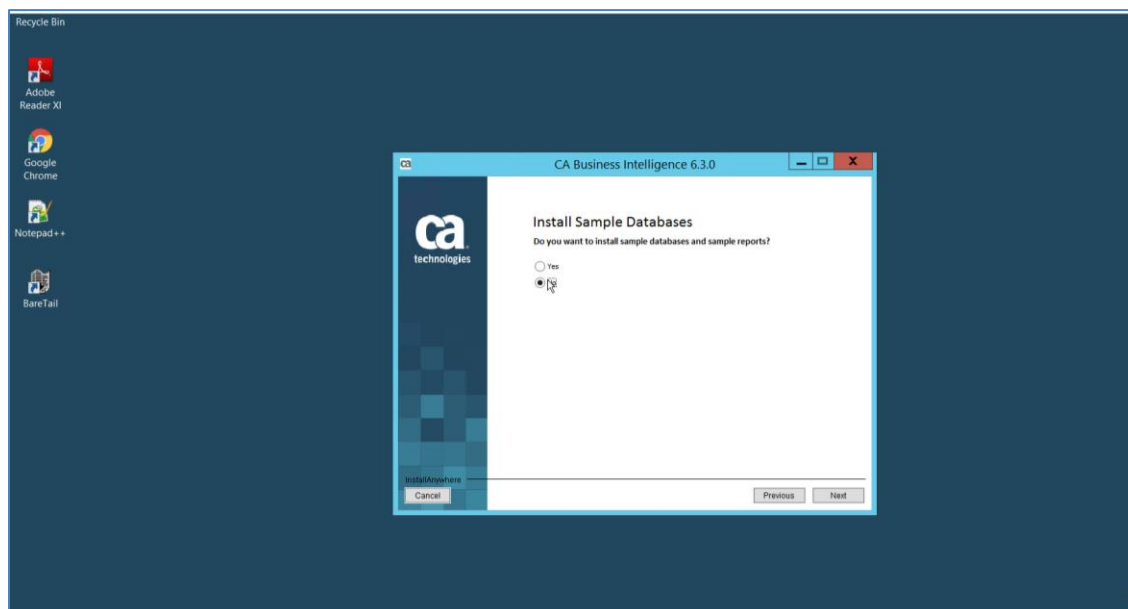 Recycle Bin
Adobe
Reader XI
Google
Chrome
Notepad++
BareTail
ca
CA Business Intelligence 6.3.0
X
ca
technologies
Install Sample Databases
Do you want to install sample databases and sample reports?
Yes
InstallAnywhere
Cancel
Previous
Next